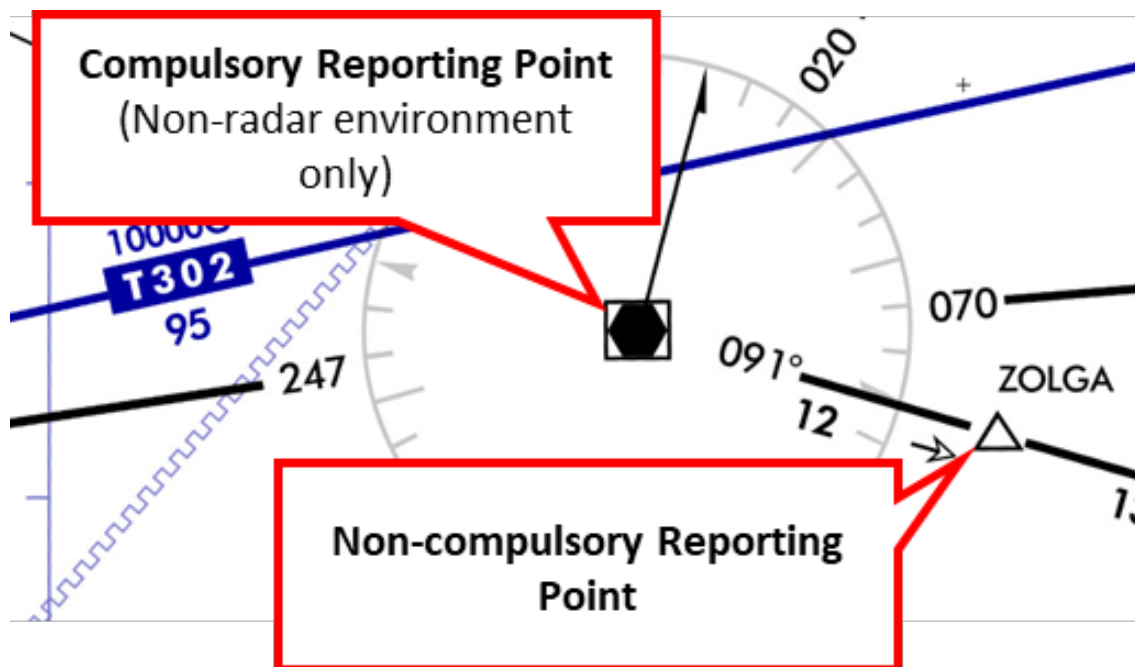 Compulsory Reporting Point
(Non-radar environment
only)
020
T302
95
247
070
091°
12
ZOLGA
Non-compulsory Reporting
Point